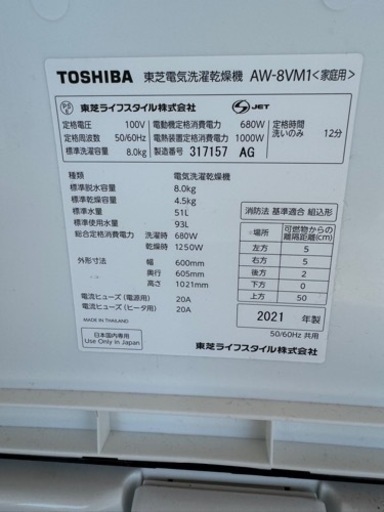 TOSHIBA 東芝電気洗濯乾燥機 AW-8VM1<家庭用>
東芝ライフスタイル株式会社 JET
定格電圧 100V 電動機定格消費電力 680W 定格時間
定格周波数 50/60Hz 電熱装置定格消費電力 1000W 洗いのみ 12分
標準洗濯容量 8.0kg 製造番号 317157 AG
種類 電気洗濯乾燥機
標準脱水容量 8.0kg
標準乾燥容量 4.5kg
標準水量 51L
標準使用水量 93L
総合定格消費電力 洗濯時 680W
乾燥時 1250W
外形寸法 幅 600mm
奥行 605mm
高さ 1021mm
電流ヒューズ (電源用) 20A
電流ヒューズ (ヒータ用) 20A
MADE IN THAILAND
日本国内専用
Use Only in Japan
消防法 基準適合 組込形
場所 可燃物からの離隔距離(cm)
左方 5
右方 5
後方 2
下方 0
上方 50
2021 年製
50/60Hz 共用
東芝ライフスタイル株式会社